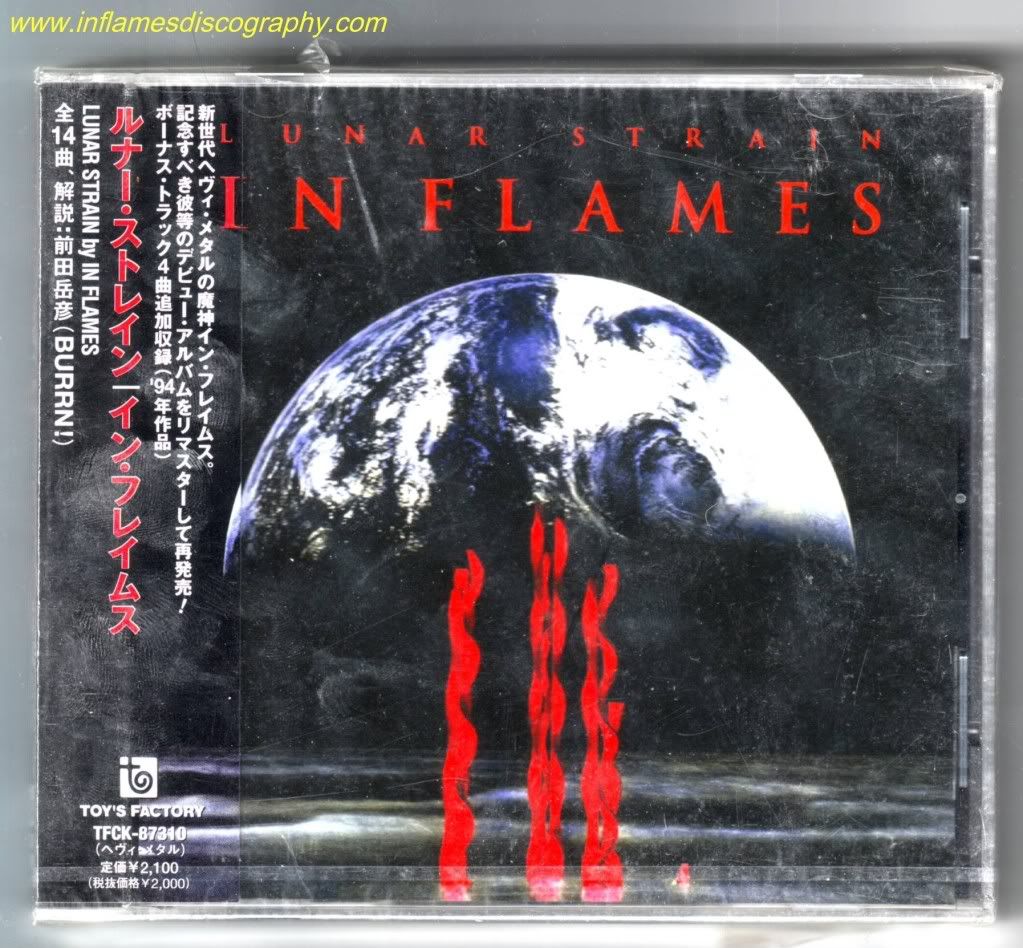 www.inflamesdiscography.com
LUNAR STRAIN
IN FLAMES
新世代ヘヴィ・メタルの魔神イン・フレイムス。
記念すべき彼等のデビュー・アルバムをリマスターして再発売！
ボーナス・トラック4曲追加収録（'94年作品）
ルナー・ストレイン｜イン・フレイムス
LUNAR STRAIN by IN FLAMES
全14曲、解説：前田岳彦（BURRN!）
TOY'S FACTORY
TFCK-87310
（ヘヴィメタル）
定価¥2,100
（税抜価格¥2,000）